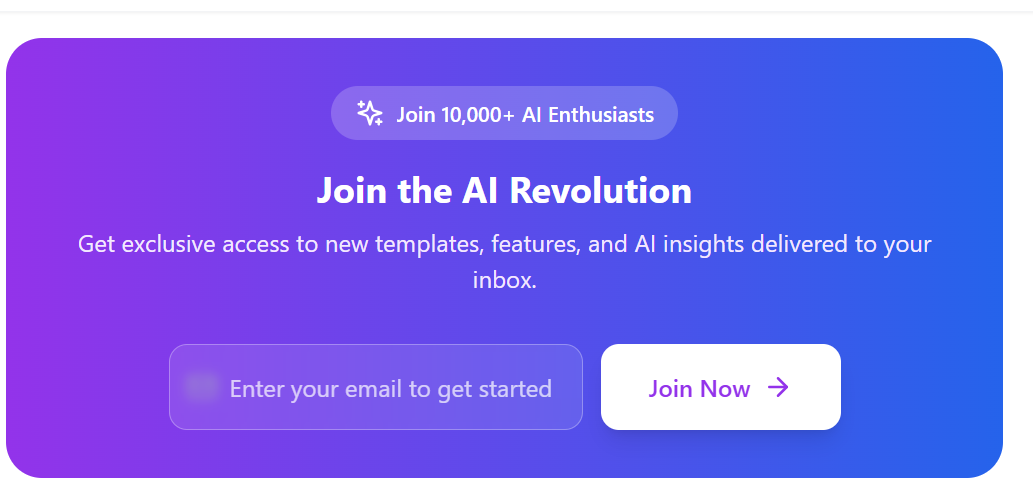 Join 10,000+ AI Enthusiasts
Join the AI Revolution
Get exclusive access to new templates, features, and AI insights delivered to your
inbox.
Enter your email to get started
Join Now